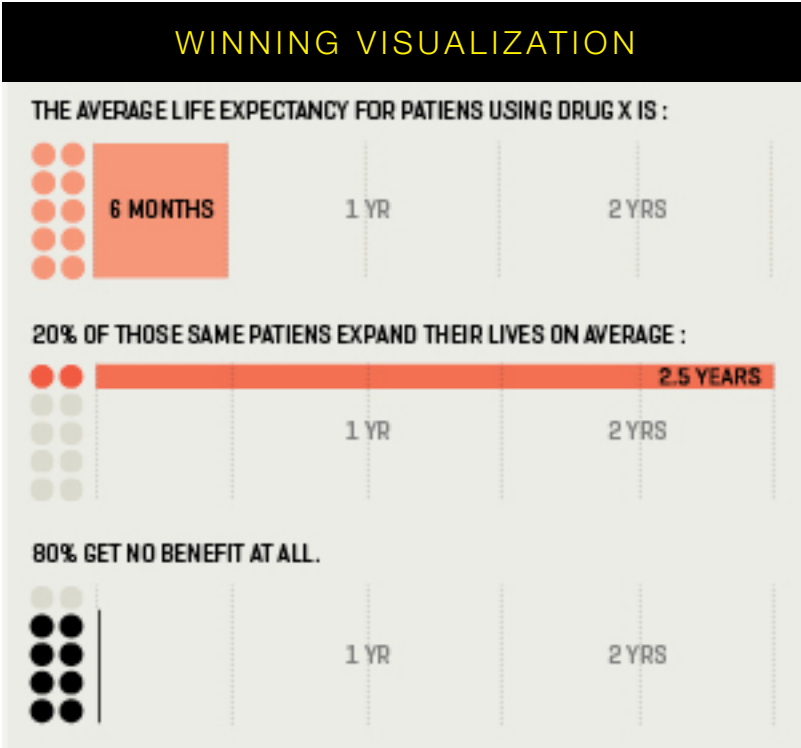 WINNING VISUALIZATION
THE AVERAGE LIFE EXPECTANCY FOR PATIENS USING DRUG X IS :
6 MONTHS 1 YR 2 YRS
20% OF THOSE SAME PATIENS EXPAND THEIR LIVES ON AVERAGE :
2.5 YEARS
1 YR 2 YRS
80% GET NO BENEFIT AT ALL.
1 YR 2 YRS